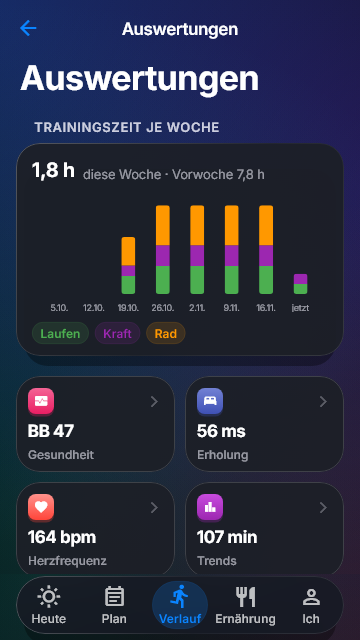 Auswertungen
Auswertungen
TRAININGSZEIT JE WOCHE
1,8 h diese Woche · Vorwoche 7,8 h
5.10. 12.10. 19.10. 26.10. 2.11. 9.11. 16.11. jetzt
Laufen Kraft Rad
BB 47
Gesundheit
56 ms
Erholung
164 bpm
Herzfrequenz
107 min
Trends
Heute Plan Verlauf Ernährung Ich